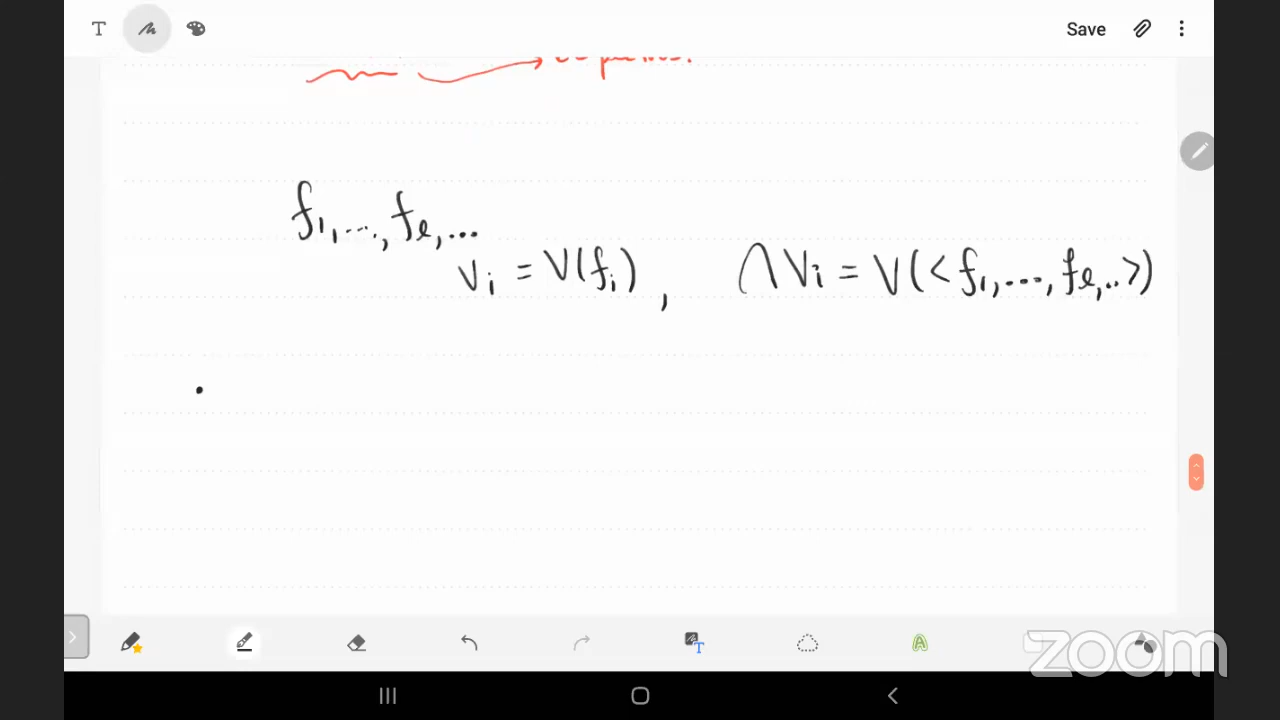 T Save
f₁, ..., fₑ, ...
Vᵢ = V(fᵢ), ∩ Vᵢ = V(<f₁, ..., fₑ, ..>)
.
zoom